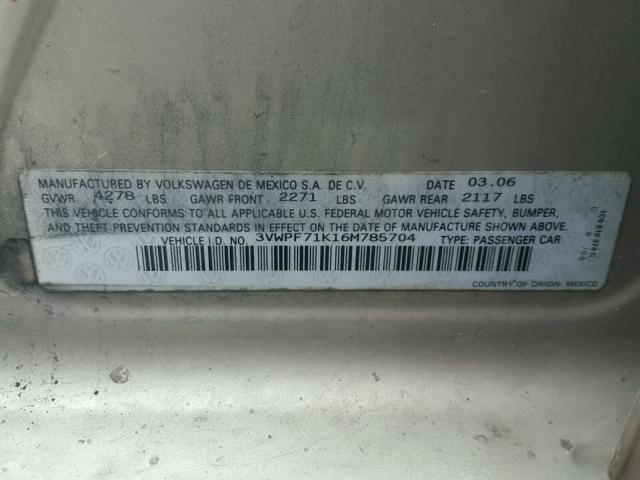 MANUFACTURED BY VOLKSWAGEN DE MEXICO S.A. DE C.V. DATE 03.06
GVWR 4278 LBS GAWR FRONT 2271 LBS GAWR REAR 2117 LBS
THIS VEHICLE CONFORMS TO ALL APPLICABLE U.S. FEDERAL MOTOR VEHICLE SAFETY, BUMPER,
AND THEFT PREVENTION STANDARDS IN EFFECT ON THE DATE OF MANUFACTURE SHOWN ABOVE.
VEHICLE I.D. NO. 3VWPF71K16M785704 TYPE: PASSENGER CAR
COUNTRY OF ORIGIN: MEXICO